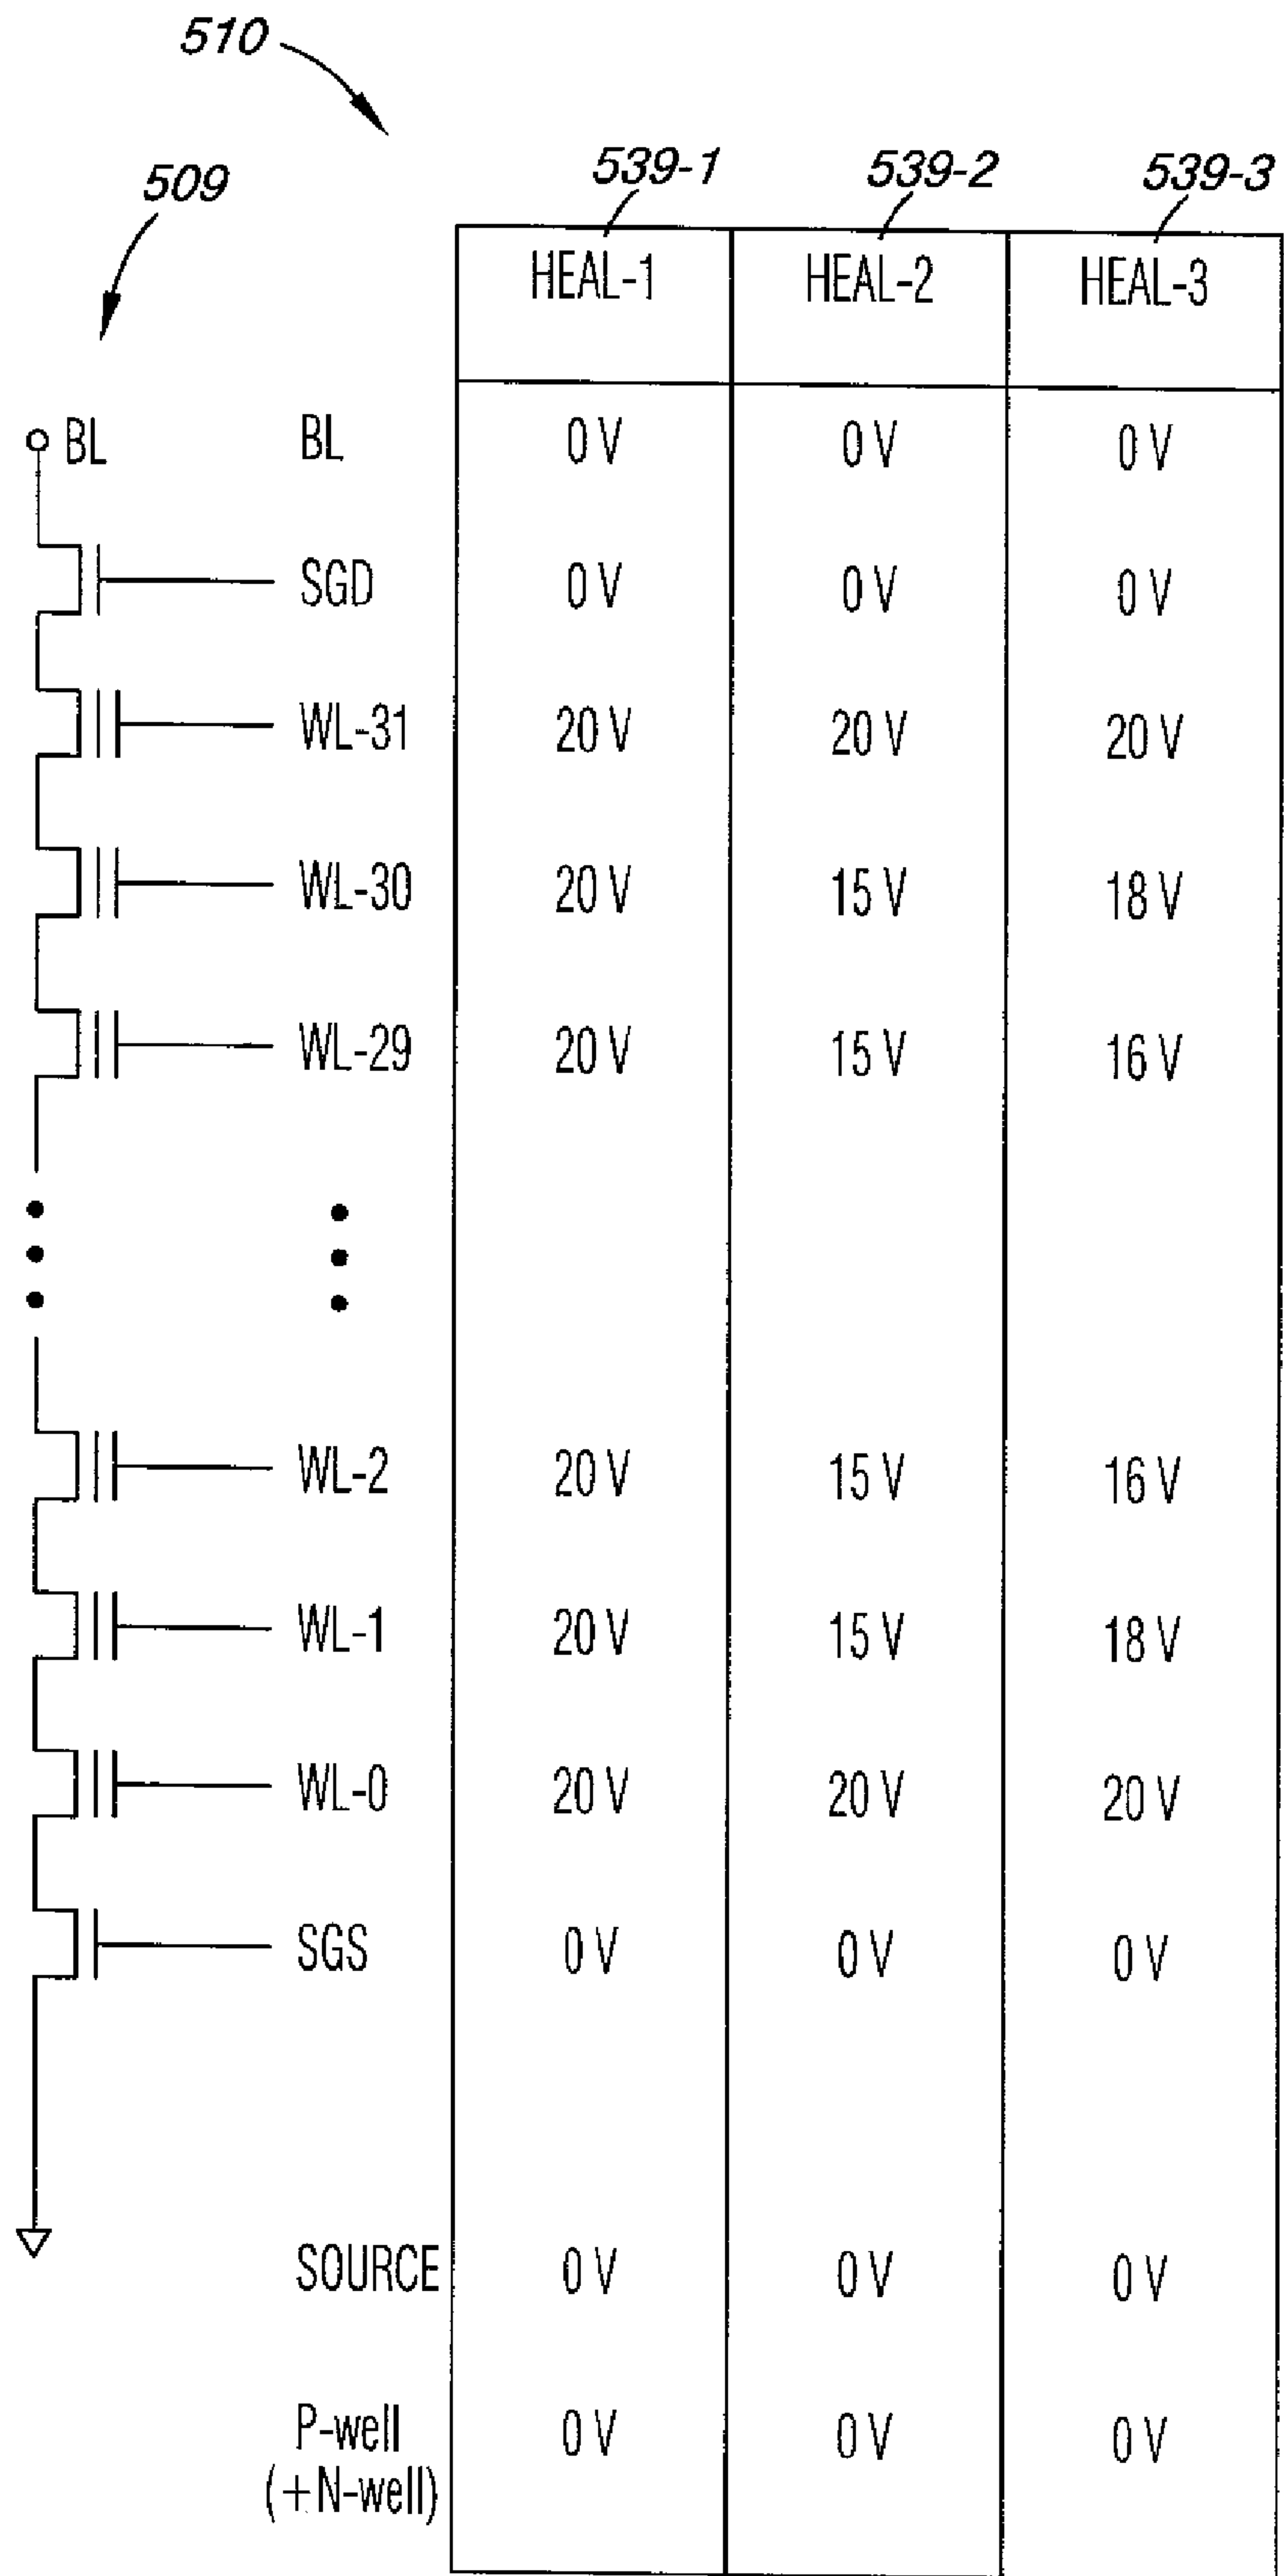 510
509
539-1 539-2 539-3
HEAL-1 HEAL-2 HEAL-3
BL BL 0 V 0 V 0 V
SGD 0 V 0 V 0 V
WL-31 20 V 20 V 20 V
WL-30 20 V 15 V 18 V
WL-29 20 V 15 V 16 V
WL-2 20 V 15 V 16 V
WL-1 20 V 15 V 18 V
WL-0 20 V 20 V 20 V
SGS 0 V 0 V 0 V
SOURCE 0 V 0 V 0 V
P-well 0 V 0 V 0 V
(+N-well)